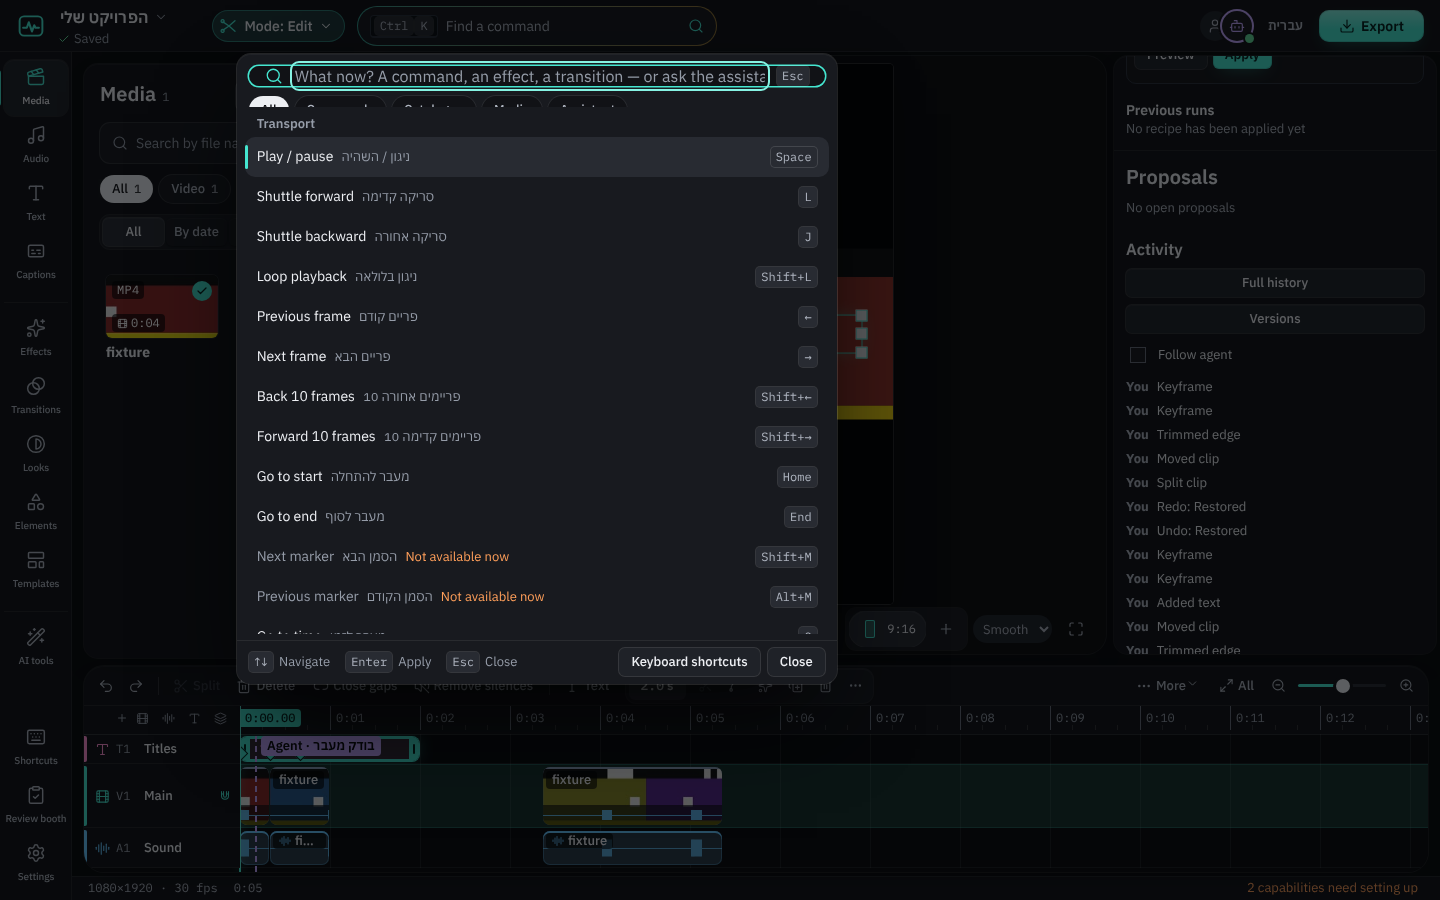 הפרויקט שלי
Saved
Mode: Edit
Ctrl K Find a command
עברית
Export
What now? A command, an effect, a transition — or ask the assista
Esc
Media
Audio
Text
Captions
Effects
Transitions
Looks
Elements
Templates
AI tools
Shortcuts
Review booth
Settings
Media 1
Search by file na
All 1
Video 1
All
By date
MP4
0:04
fixture
Transport
Play / pause ניגון / השהיה Space
Shuttle forward סריקה קדימה L
Shuttle backward סריקה אחורה J
Loop playback ניגון בלולאה Shift+L
Previous frame פריים קודם ←
Next frame פריים הבא →
Back 10 frames 10 פריימים אחורה Shift+←
Forward 10 frames 10 פריימים קדימה Shift+→
Go to start מעבר להתחלה Home
Go to end מעבר לסוף End
Next marker הסמן הבא Not available now Shift+M
Previous marker הסמן הקודם Not available now Alt+M
↑↓ Navigate Enter Apply Esc Close
Keyboard shortcuts
Close
Preview
Apply
Previous runs
No recipe has been applied yet
Proposals
No open proposals
Activity
Full history
Versions
Follow agent
You Keyframe
You Keyframe
You Trimmed edge
You Moved clip
You Split clip
You Redo: Restored
You Undo: Restored
You Keyframe
You Keyframe
You Added text
You Moved clip
You Trimmed edge
9:16
Smooth
Split
Delete
Close gaps
Remove silences
Text
2.0s
More
All
0:00.00 0:01 0:02 0:03 0:04 0:05 0:06 0:07 0:08 0:09 0:10 0:11 0:12
T1 Titles
Agent · בודק מעבר
V1 Main
fixture
fixture
A1 Sound
fi...
fixture
1080×1920 · 30 fps 0:05
2 capabilities need setting up